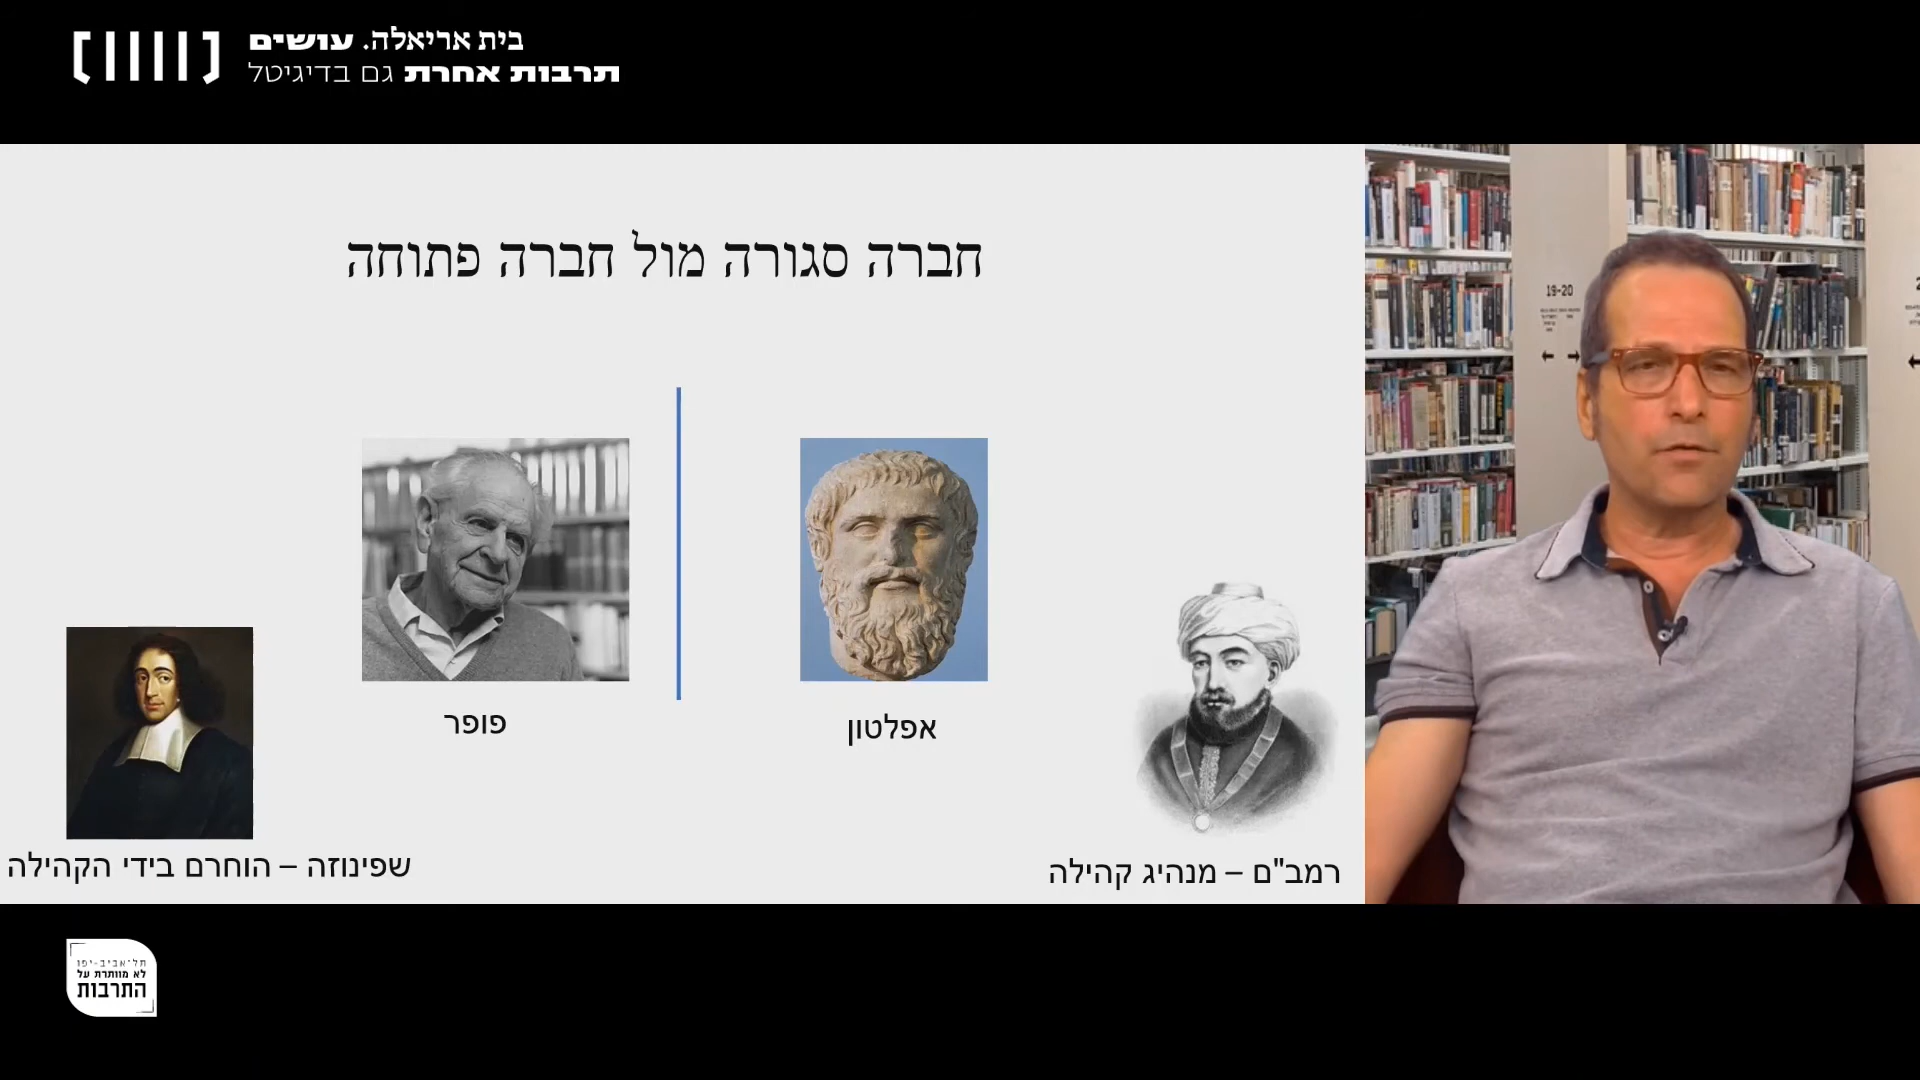 בית אריאלה. עושים
תרבות אחרת גם בדיגיטל
חברה סגורה מול חברה פתוחה
19-20
אפלטון
פופר
רמב"ם – מנהיג קהילה
שפינוזה – הוחרם בידי הקהילה
תל־אביב-יפו
לא מוותרת על
התרבות